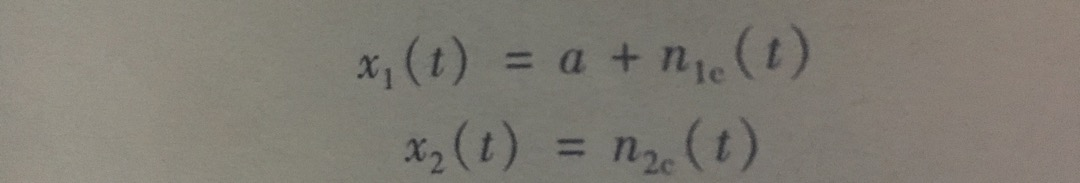 x₁(t) = a + n₁c(t)
x₂(t) = n₂c(t)